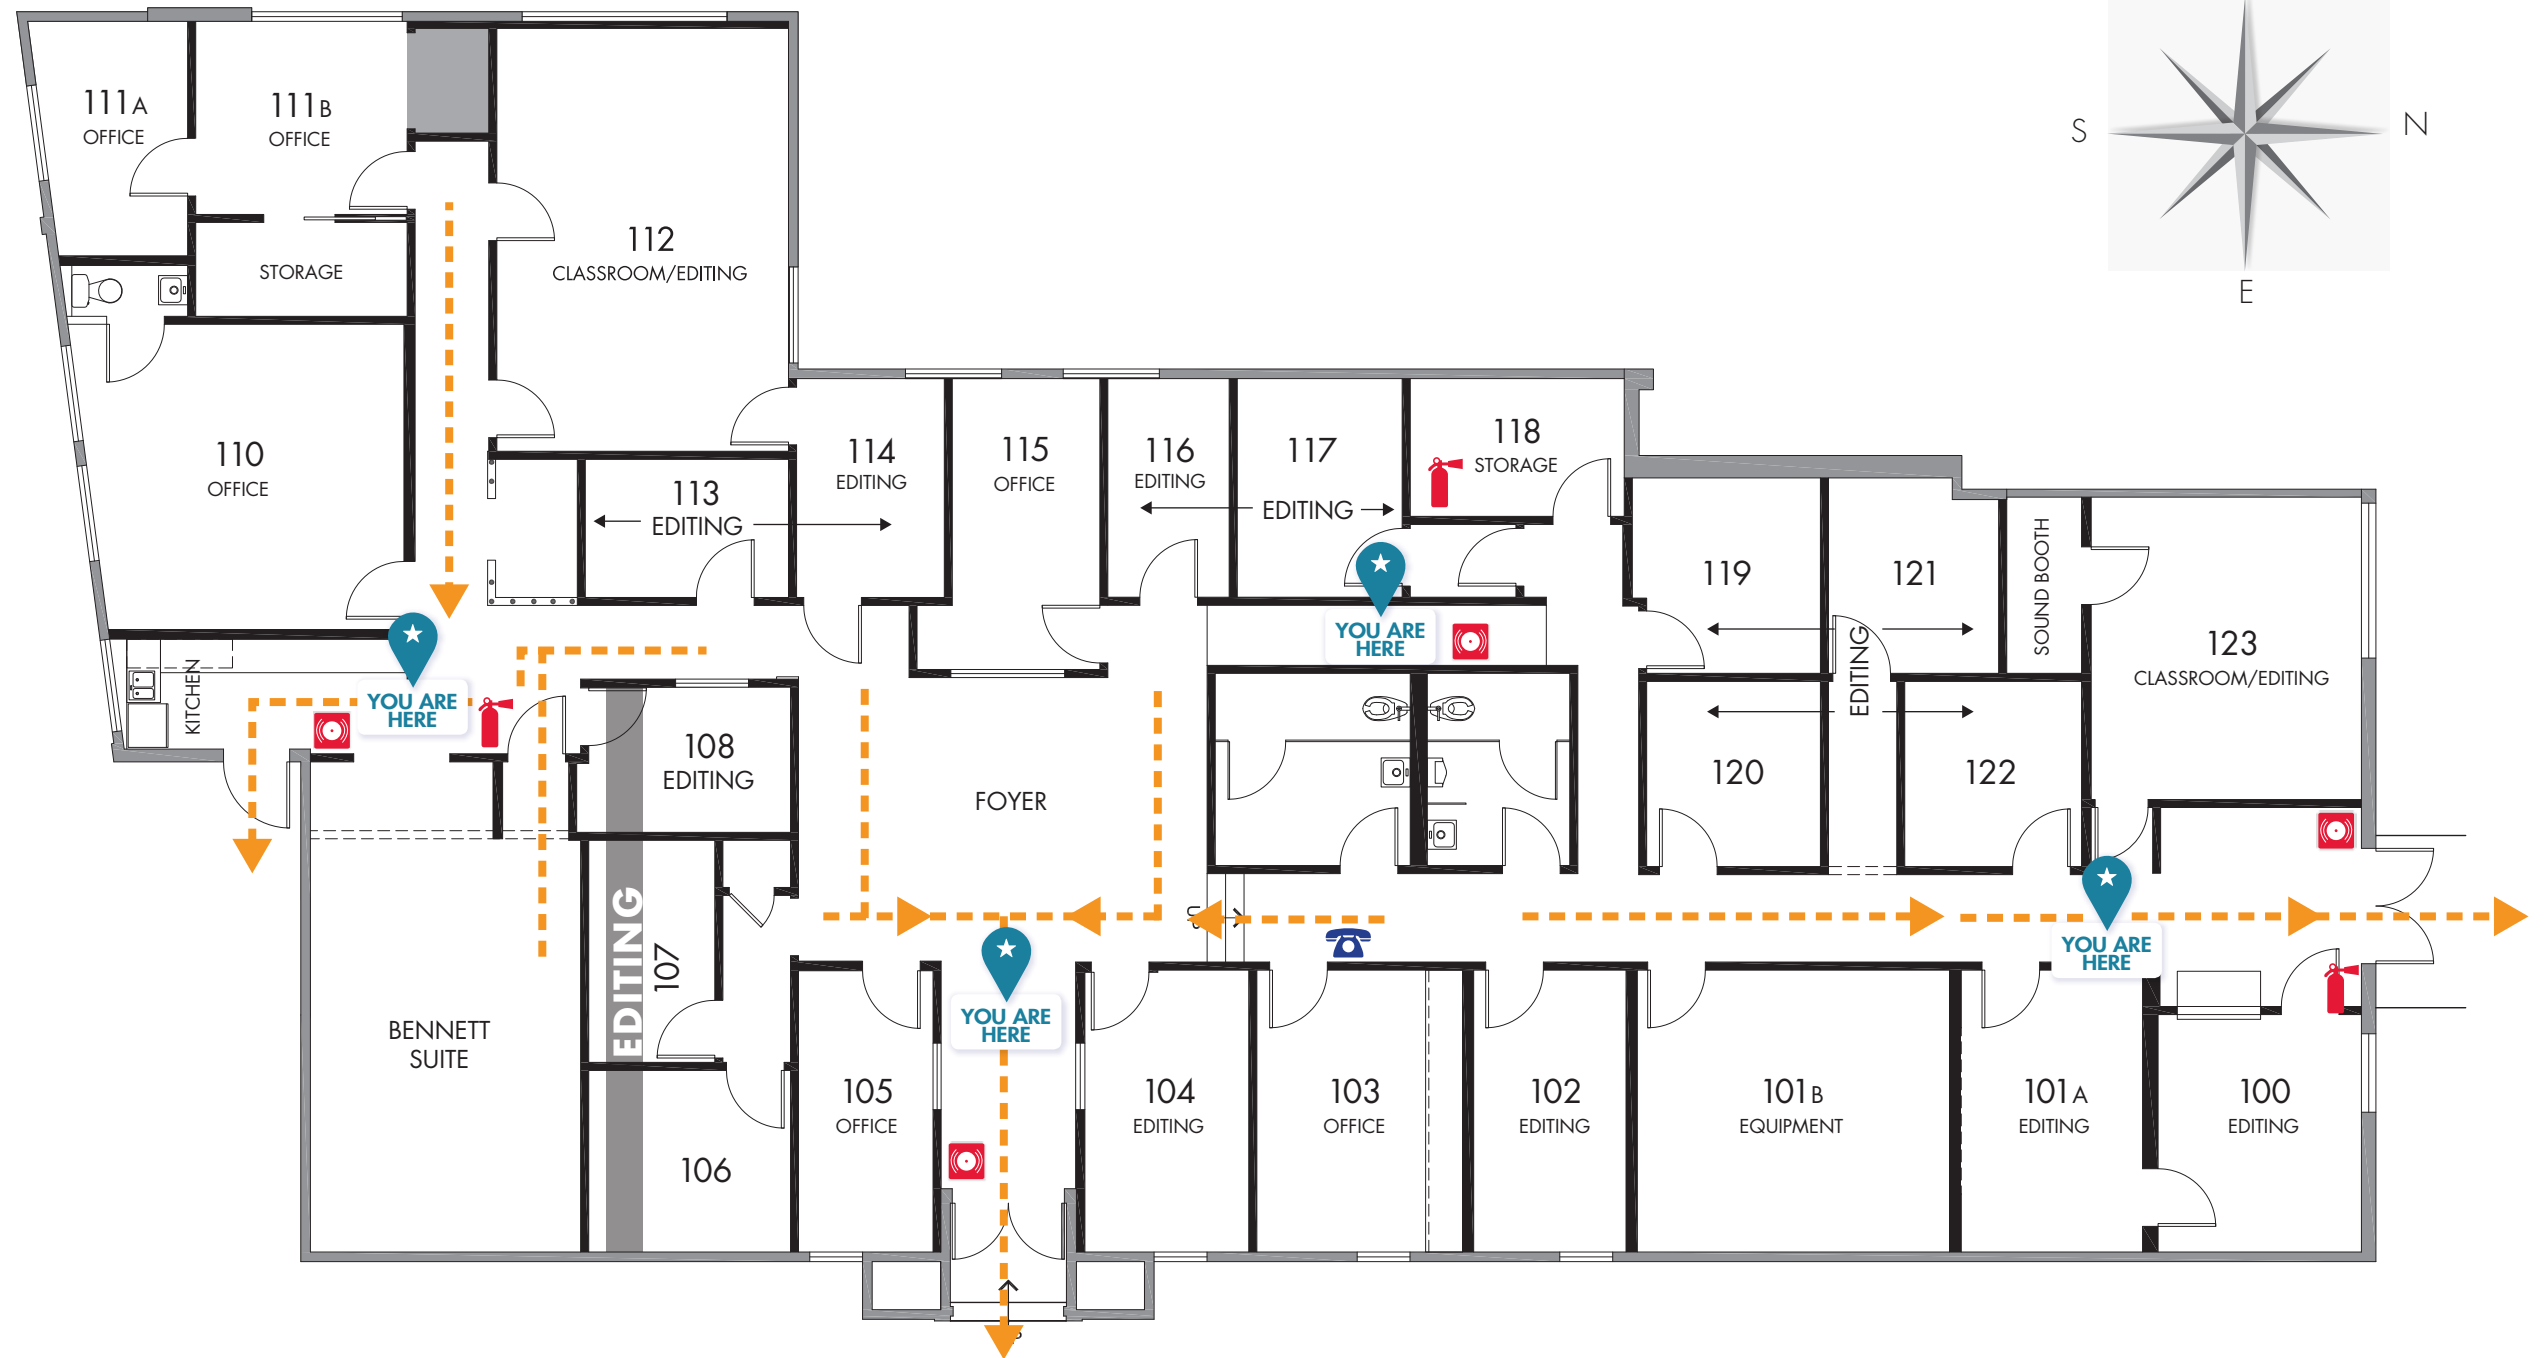 S
N
E
111A
OFFICE
111B
OFFICE
STORAGE
112
CLASSROOM/EDITING
110
OFFICE
113
EDITING
114
EDITING
115
OFFICE
116
EDITING
117
EDITING
118
STORAGE
119
121
EDITING
120
122
SOUND BOOTH
123
CLASSROOM/EDITING
YOU ARE
HERE
KITCHEN
YOU ARE
HERE
108
EDITING
FOYER
EDITING
107
BENNETT
SUITE
106
105
OFFICE
YOU ARE
HERE
104
EDITING
103
OFFICE
102
EDITING
101B
EQUIPMENT
101A
EDITING
YOU ARE
HERE
100
EDITING